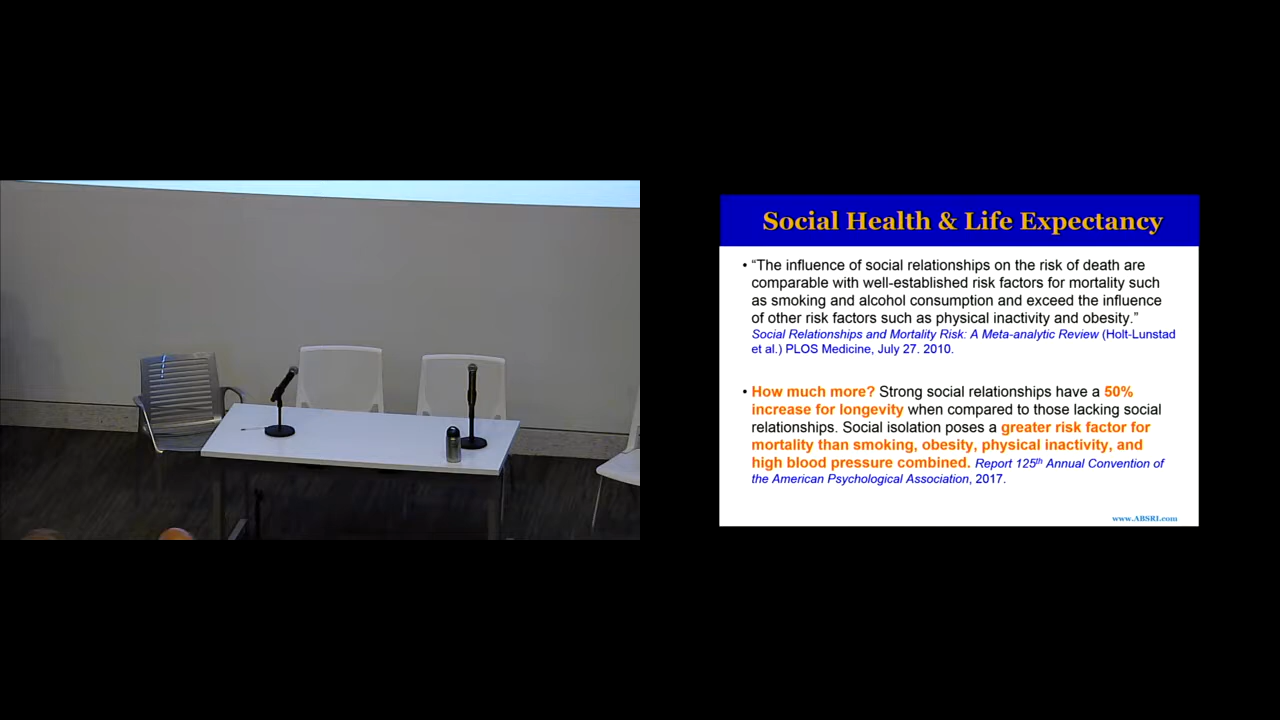 Social Health & Life Expectancy
• “The influence of social relationships on the risk of death are
comparable with well-established risk factors for mortality such
as smoking and alcohol consumption and exceed the influence
of other risk factors such as physical inactivity and obesity.”
Social Relationships and Mortality Risk: A Meta-analytic Review (Holt-Lunstad
et al.) PLOS Medicine, July 27. 2010.
• How much more? Strong social relationships have a 50%
increase for longevity when compared to those lacking social
relationships. Social isolation poses a greater risk factor for
mortality than smoking, obesity, physical inactivity, and
high blood pressure combined. Report 125th Annual Convention of
the American Psychological Association, 2017.
www.ABSRI.com